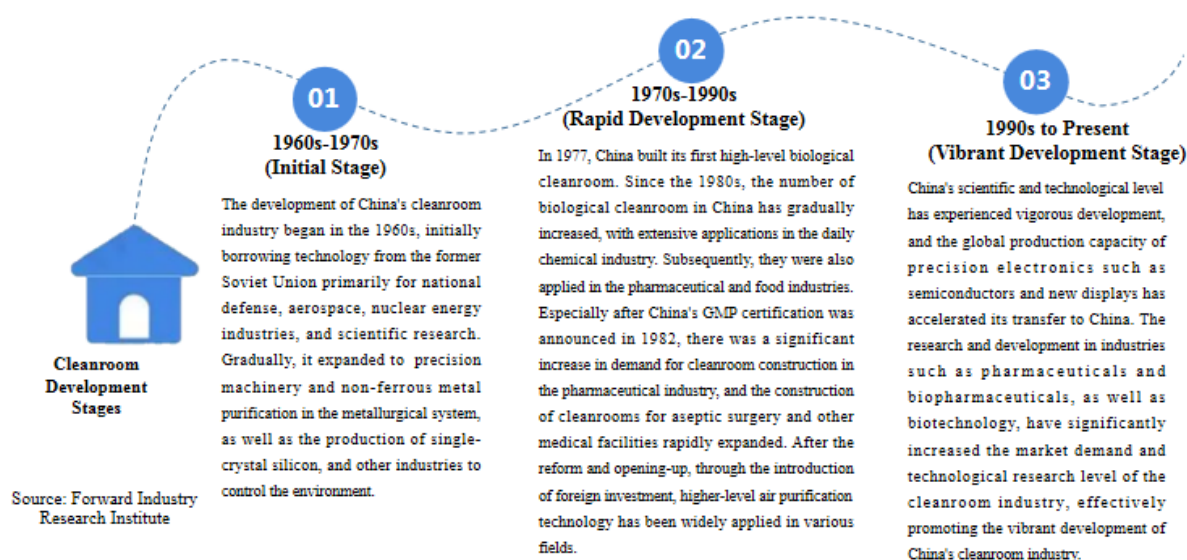 01
1960s-1970s
(Initial Stage)
The development of China's cleanroom
industry began in the 1960s, initially
borrowing technology from the former
Soviet Union primarily for national
defense, aerospace, nuclear energy
industries, and scientific research.
Gradually, it expanded to precision
machinery and non-ferrous metal
purification in the metallurgical system,
as well as the production of single-
crystal silicon, and other industries to
control the environment.
02
1970s-1990s
(Rapid Development Stage)
In 1977, China built its first high-level biological
cleanroom. Since the 1980s, the number of
biological cleanroom in China has gradually
increased, with extensive applications in the daily
chemical industry. Subsequently, they were also
applied in the pharmaceutical and food industries.
Especially after China's GMP certification was
announced in 1982, there was a significant
increase in demand for cleanroom construction in
the pharmaceutical industry, and the construction
of cleanrooms for aseptic surgery and other
medical facilities rapidly expanded. After the
reform and opening-up, through the introduction
of foreign investment, higher-level air purification
technology has been widely applied in various
fields.
03
1990s to Present
(Vibrant Development Stage)
China's scientific and technological level
has experienced vigorous development,
and the global production capacity of
precision electronics such as
semiconductors and new displays has
accelerated its transfer to China. The
research and development in industries
such as pharmaceuticals and
biopharmaceuticals, as well as
biotechnology, have significantly
increased the market demand and
technological research level of the
cleanroom industry, effectively
promoting the vibrant development of
China's cleanroom industry.
Cleanroom
Development
Stages
Source: Forward Industry
Research Institute